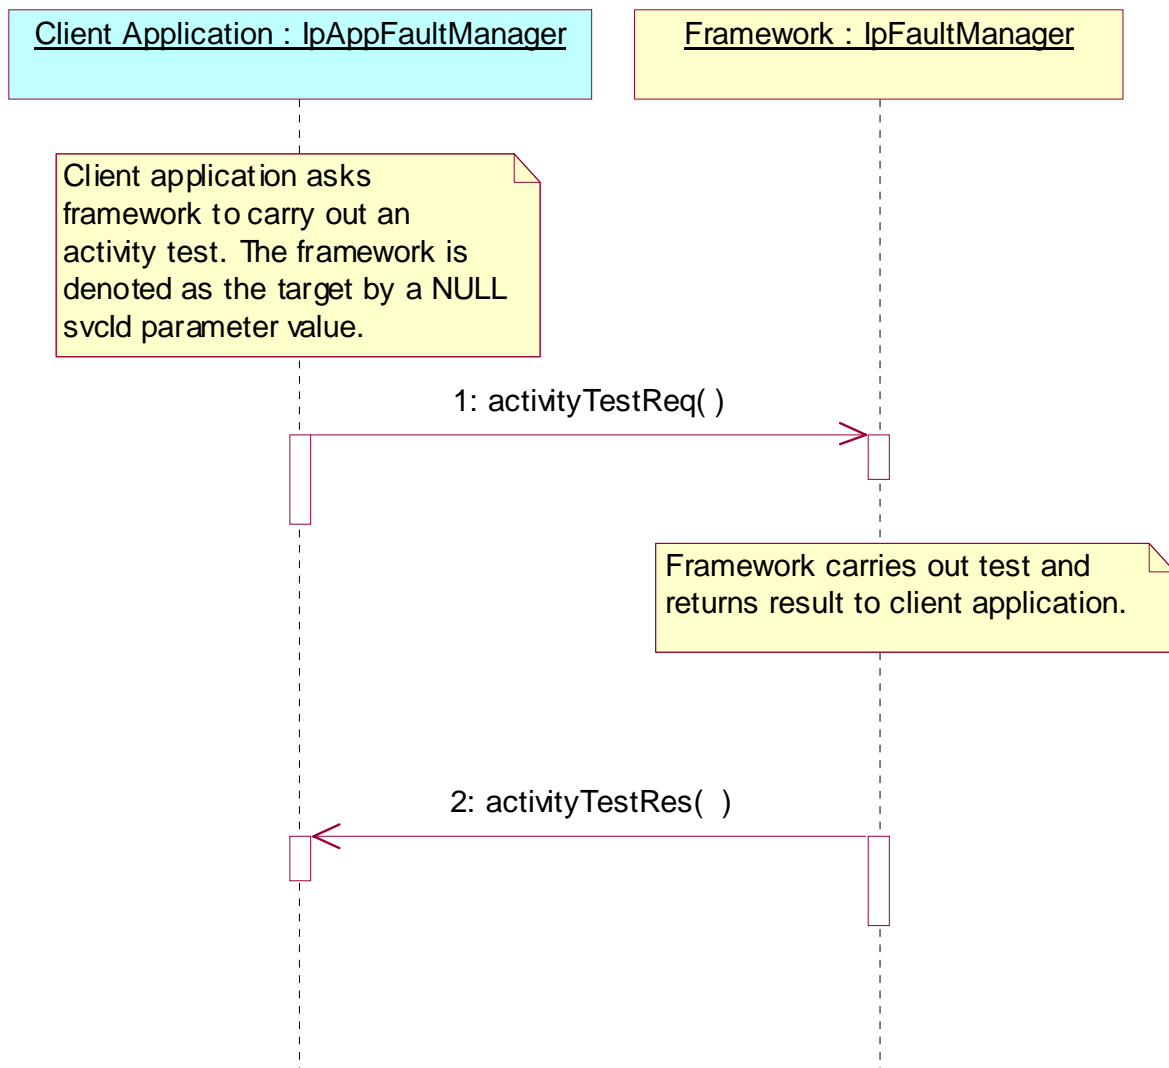 Client Application : IpAppFaultManager
Framework : IpFaultManager
Client application asks
framework to carry out an
activity test. The framework is
denoted as the target by a NULL
svcId parameter value.
1: activityTestReq( )
Framework carries out test and
returns result to client application.
2: activityTestRes(  )